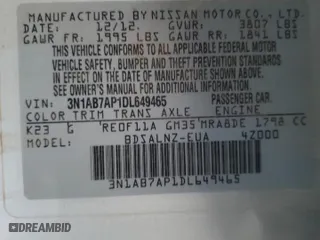 MANUFACTURED BY NISSAN MOTOR CO., LTD.
DATE: 12/12 GVWR: 3807 LBS
GAWR FR: 1995 LBS GAWR RR: 1841 LBS
THIS VEHICLE CONFORMS TO ALL APPLICABLE FEDERAL MOTOR
VEHICLE SAFETY, BUMPER AND THEFT PREVENTION STANDARDS
IN EFFECT ON THE DATE OF MANUFACTURE SHOWN ABOVE.
SEE OWNER'S MANUAL FOR ADDITIONAL
INFORMATION.
VIN: 3N1AB7AP1DL649465 PASSENGER CAR
COLOR TRIM TRANS AXLE ENGINE
K23 G RE0F11A GH35 MRA8DE 1798 CC
MODEL BDSALNZ-EUA 4Z000
3N1AB7AP1DL649465
© DREAMBID